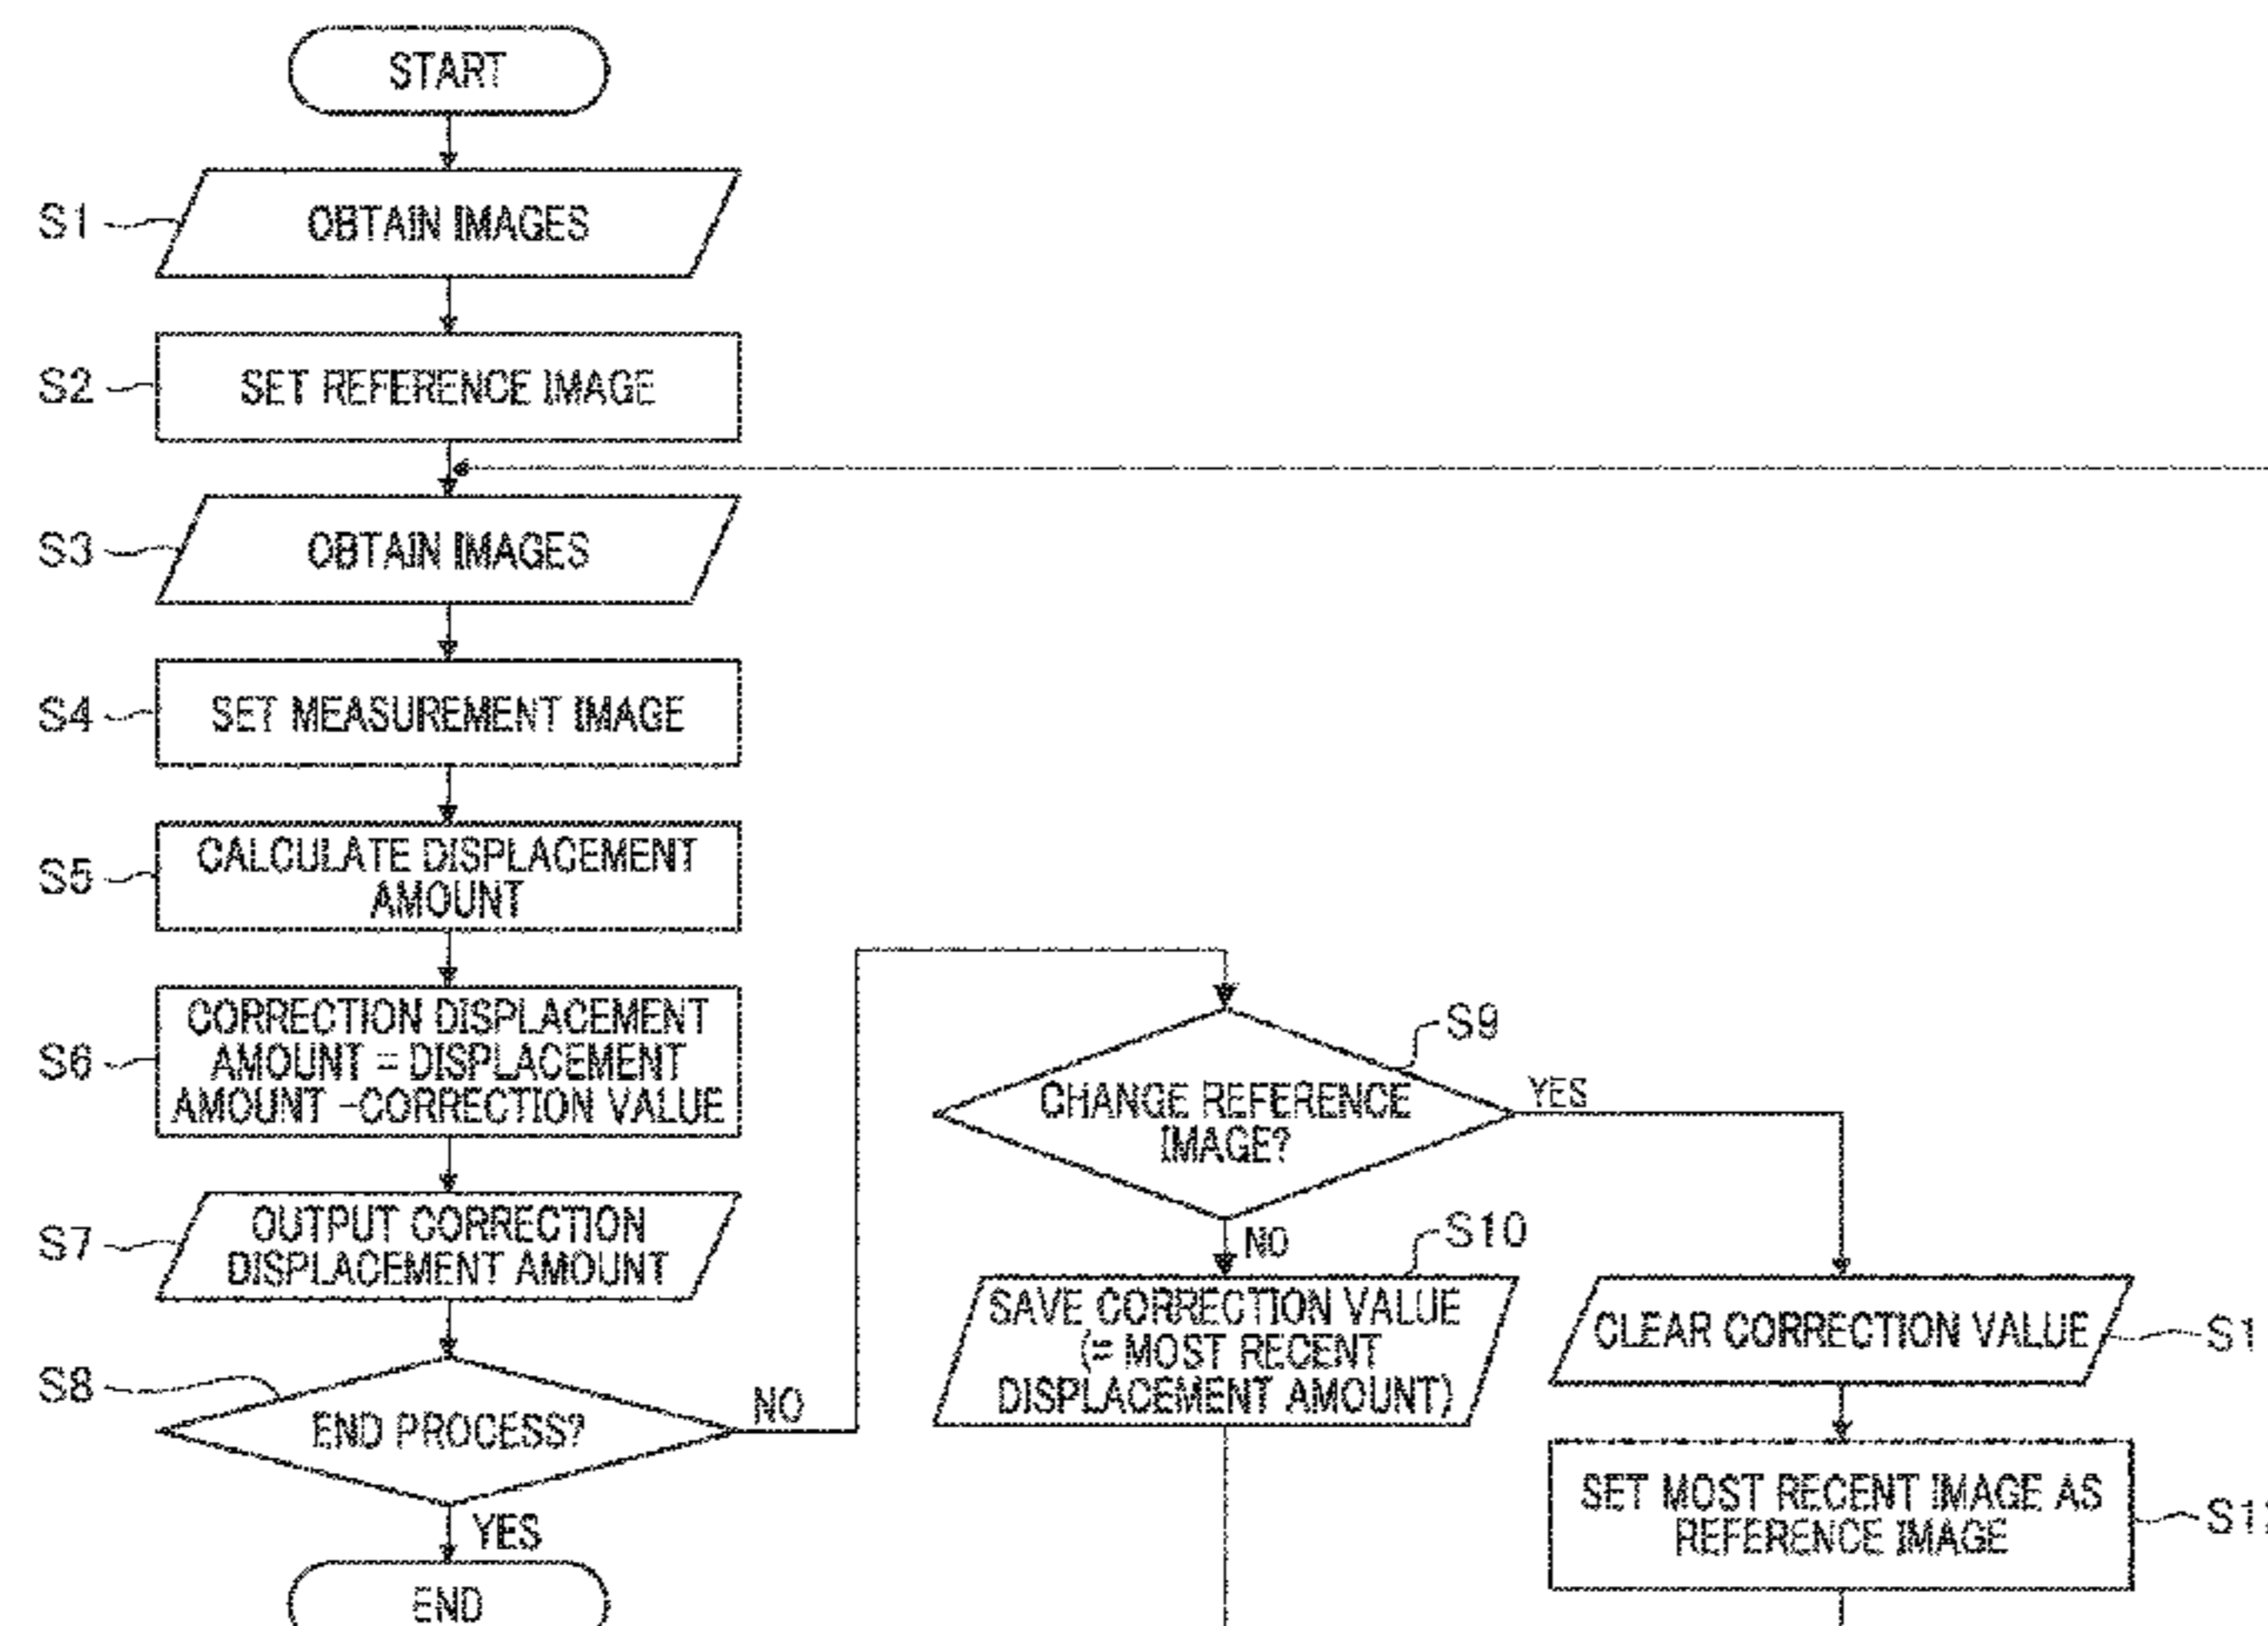 START
S1
OBTAIN IMAGES
S2
SET REFERENCE IMAGE
S3
OBTAIN IMAGES
S4
SET MEASUREMENT IMAGE
S5
CALCULATE DISPLACEMENT
AMOUNT
S6
CORRECTION DISPLACEMENT
AMOUNT = DISPLACEMENT
AMOUNT -CORRECTION VALUE
S7
OUTPUT CORRECTION
DISPLACEMENT AMOUNT
S8
END PROCESS?
NO
YES
END
S9
CHANGE REFERENCE
IMAGE?
YES
NO
S10
SAVE CORRECTION VALUE
(= MOST RECENT
DISPLACEMENT AMOUNT)
CLEAR CORRECTION VALUE
S1
SET MOST RECENT IMAGE AS
REFERENCE IMAGE